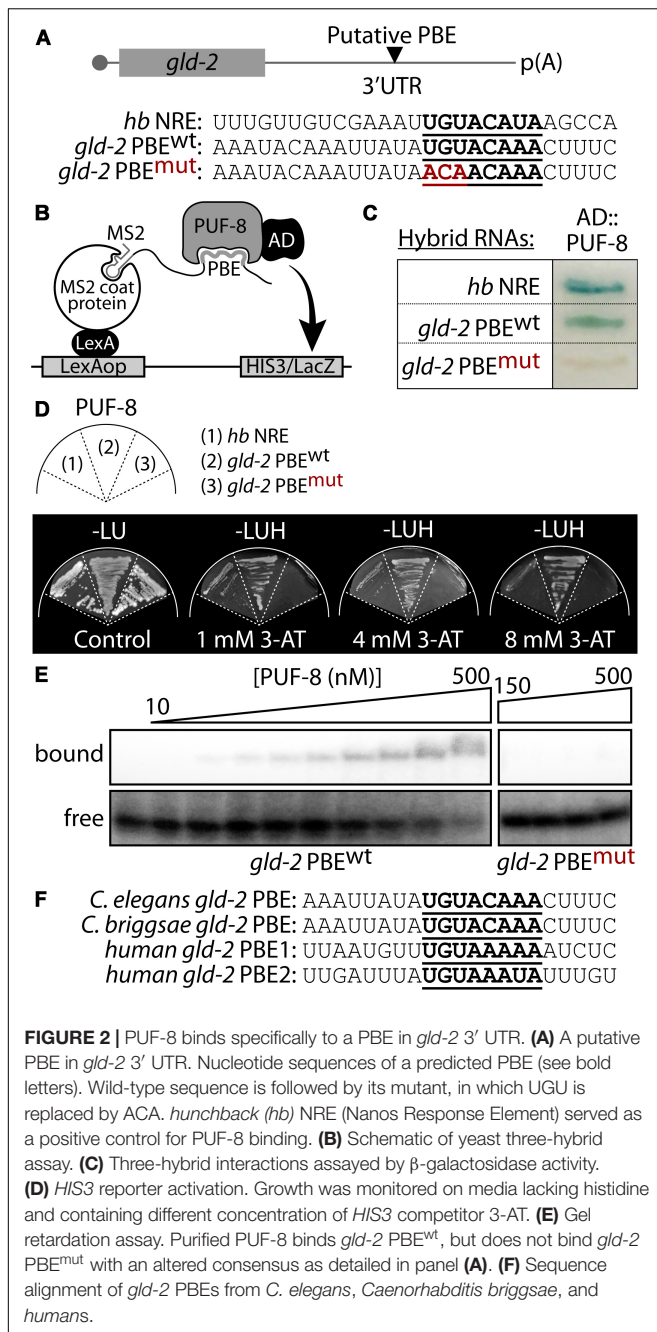 A
Putative PBE
gld-2
p(A)
3'UTR
hb NRE: UUUGUUGUCGAAAUUGUACAUAAGCCA
gld-2 PBEwt: AAAUACAAAUUAUAUGUACAAACUUUC
gld-2 PBEmut: AAAUACAAAUUAUAACAACAAACUUUC
B
MS2
PUF-8
AD
PBE
MS2 coat
protein
LexA
LexAop
HIS3/LacZ
C
Hybrid RNAs:
AD::
PUF-8
hb NRE
gld-2 PBEwt
gld-2 PBEmut
D
PUF-8
(1)
(2)
(3)
(1) hb NRE
(2) gld-2 PBEwt
(3) gld-2 PBEmut
-LU
-LUH
-LUH
-LUH
Control
1 mM 3-AT
4 mM 3-AT
8 mM 3-AT
E
[PUF-8 (nM)]
10
500
150
500
bound
free
gld-2 PBEwt
gld-2 PBEmut
F
C. elegans gld-2 PBE: AAAUUAUAUGUACAAACUUUC
C. briggsae gld-2 PBE: AAAUUAUAUGUACAAACUUUC
human gld-2 PBE1: UUAAUGUUUGUAAAAAAUCUC
human gld-2 PBE2: UUGAUUUAUGUAAAUAUUUGU
FIGURE 2 | PUF-8 binds specifically to a PBE in gld-2 3′ UTR. (A) A putative
PBE in gld-2 3′ UTR. Nucleotide sequences of a predicted PBE (see bold
letters). Wild-type sequence is followed by its mutant, in which UGU is
replaced by ACA. hunchback (hb) NRE (Nanos Response Element) served as
a positive control for PUF-8 binding. (B) Schematic of yeast three-hybrid
assay. (C) Three-hybrid interactions assayed by β-galactosidase activity.
(D) HIS3 reporter activation. Growth was monitored on media lacking histidine
and containing different concentration of HIS3 competitor 3-AT. (E) Gel
retardation assay. Purified PUF-8 binds gld-2 PBEwt, but does not bind gld-2
PBEmut with an altered consensus as detailed in panel (A). (F) Sequence
alignment of gld-2 PBEs from C. elegans, Caenorhabditis briggsae, and
humans.